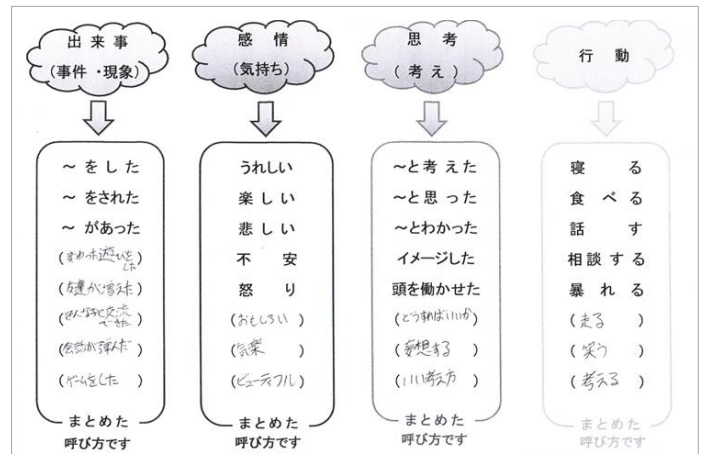 出来事
(事件・現象)
～をした
～をされた
～があった
(変わった遊びをした)
(友達が増えた)
(みんなと交流できた)
(会話が弾んだ)
(ゲームをした)
まとめた
呼び方です
感情
(気持ち)
うれしい
楽しい
悲しい
不安
怒り
(おもしろい)
(気楽)
(ビューティフル)
まとめた
呼び方です
思考
(考え)
～と考えた
～と思った
～とわかった
イメージした
頭を働かせた
(どうすればいいか)
(妄想する)
(いい考え方)
まとめた
呼び方です
行動
寝る
食べる
話す
相談する
暴れる
(走る)
(笑う)
(考える)
まとめた
呼び方です